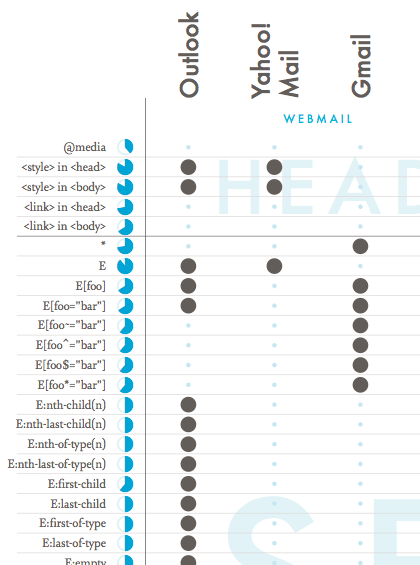 Outlook
Yahoo!
Mail
Gmail
WEBMAIL
@media
<style> in <head>
<style> in <body>
<link> in <head>
<link> in <body>
HEAD
*
E
E[foo]
E[foo="bar"]
E[foo~="bar"]
E[foo^="bar"]
E[foo$="bar"]
E[foo*="bar"]
E:nth-child(n)
E:nth-last-child(n)
E:nth-of-type(n)
E:nth-last-of-type(n)
E:first-child
E:last-child
E:first-of-type
E:last-of-type
E:empty
SE